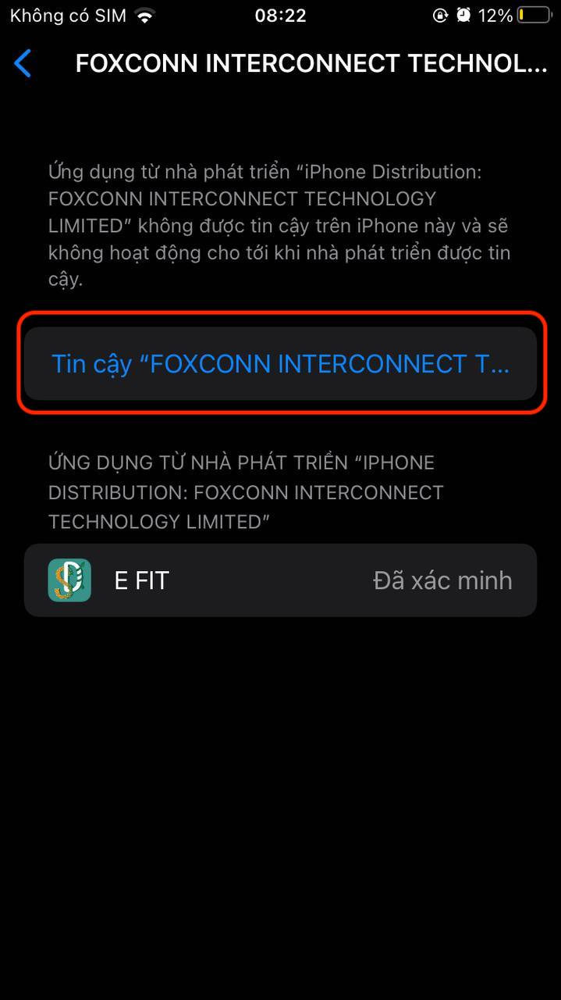 Không có SIM 08:22 12%
FOXCONN INTERCONNECT TECHNOL...
Ứng dụng từ nhà phát triển “iPhone Distribution:
FOXCONN INTERCONNECT TECHNOLOGY
LIMITED” không được tin cậy trên iPhone này và sẽ
không hoạt động cho tới khi nhà phát triển được tin
cậy.
Tin cậy “FOXCONN INTERCONNECT T...
ỨNG DỤNG TỪ NHÀ PHÁT TRIỂN “IPHONE
DISTRIBUTION: FOXCONN INTERCONNECT
TECHNOLOGY LIMITED”
E FIT Đã xác minh